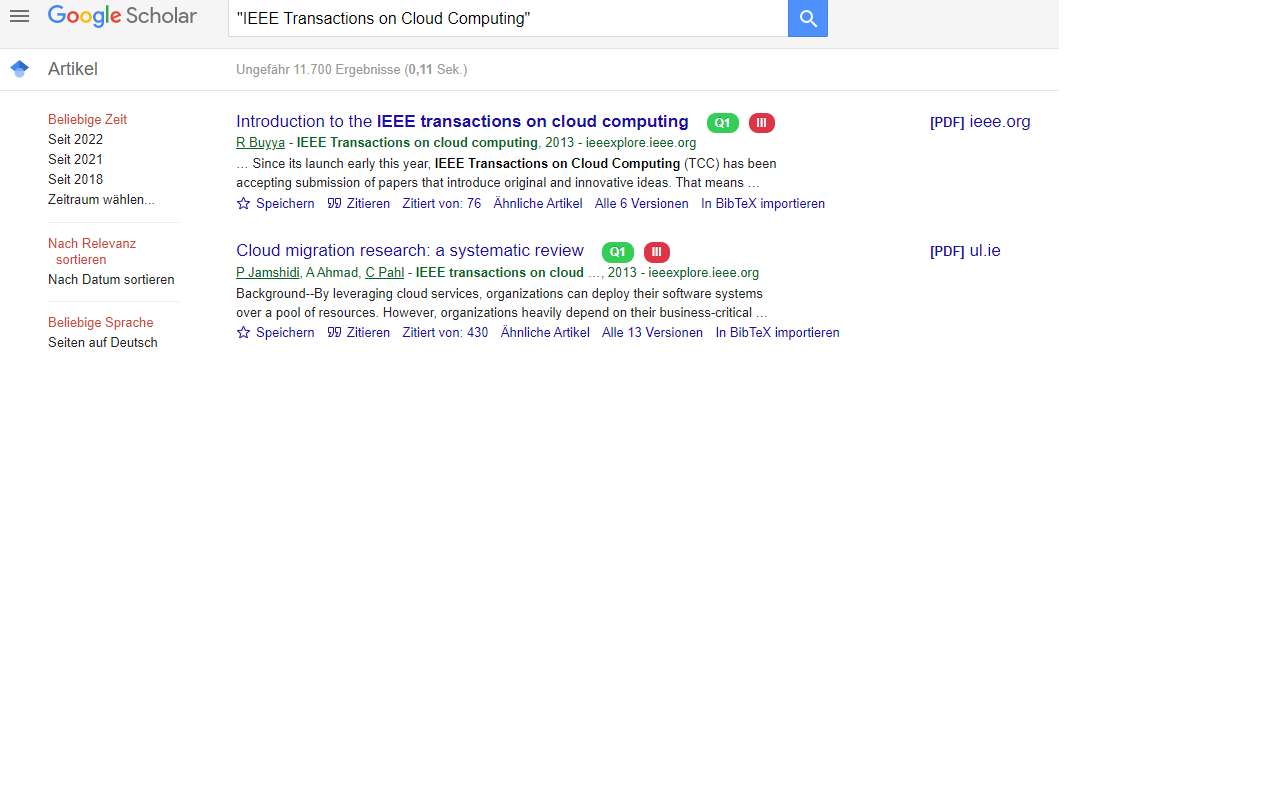 Google Scholar
"IEEE Transactions on Cloud Computing"
Artikel
Ungefähr 11.700 Ergebnisse (0,11 Sek.)
Beliebige Zeit
Seit 2022
Seit 2021
Seit 2018
Zeitraum wählen...
Nach Relevanz
sortieren
Nach Datum sortieren
Beliebige Sprache
Seiten auf Deutsch
Introduction to the IEEE transactions on cloud computing Q1 III
R Buyya - IEEE Transactions on cloud computing, 2013 - ieeexplore.ieee.org
… Since its launch early this year, IEEE Transactions on Cloud Computing (TCC) has been
accepting submission of papers that introduce original and innovative ideas. That means …
Speichern Zitieren Zitiert von: 76 Ähnliche Artikel Alle 6 Versionen In BibTeX importieren
[PDF] ieee.org
Cloud migration research: a systematic review Q1 III
P Jamshidi, A Ahmad, C Pahl - IEEE transactions on cloud …, 2013 - ieeexplore.ieee.org
Background--By leveraging cloud services, organizations can deploy their software systems
over a pool of resources. However, organizations heavily depend on their business-critical …
Speichern Zitieren Zitiert von: 430 Ähnliche Artikel Alle 13 Versionen In BibTeX importieren
[PDF] ul.ie